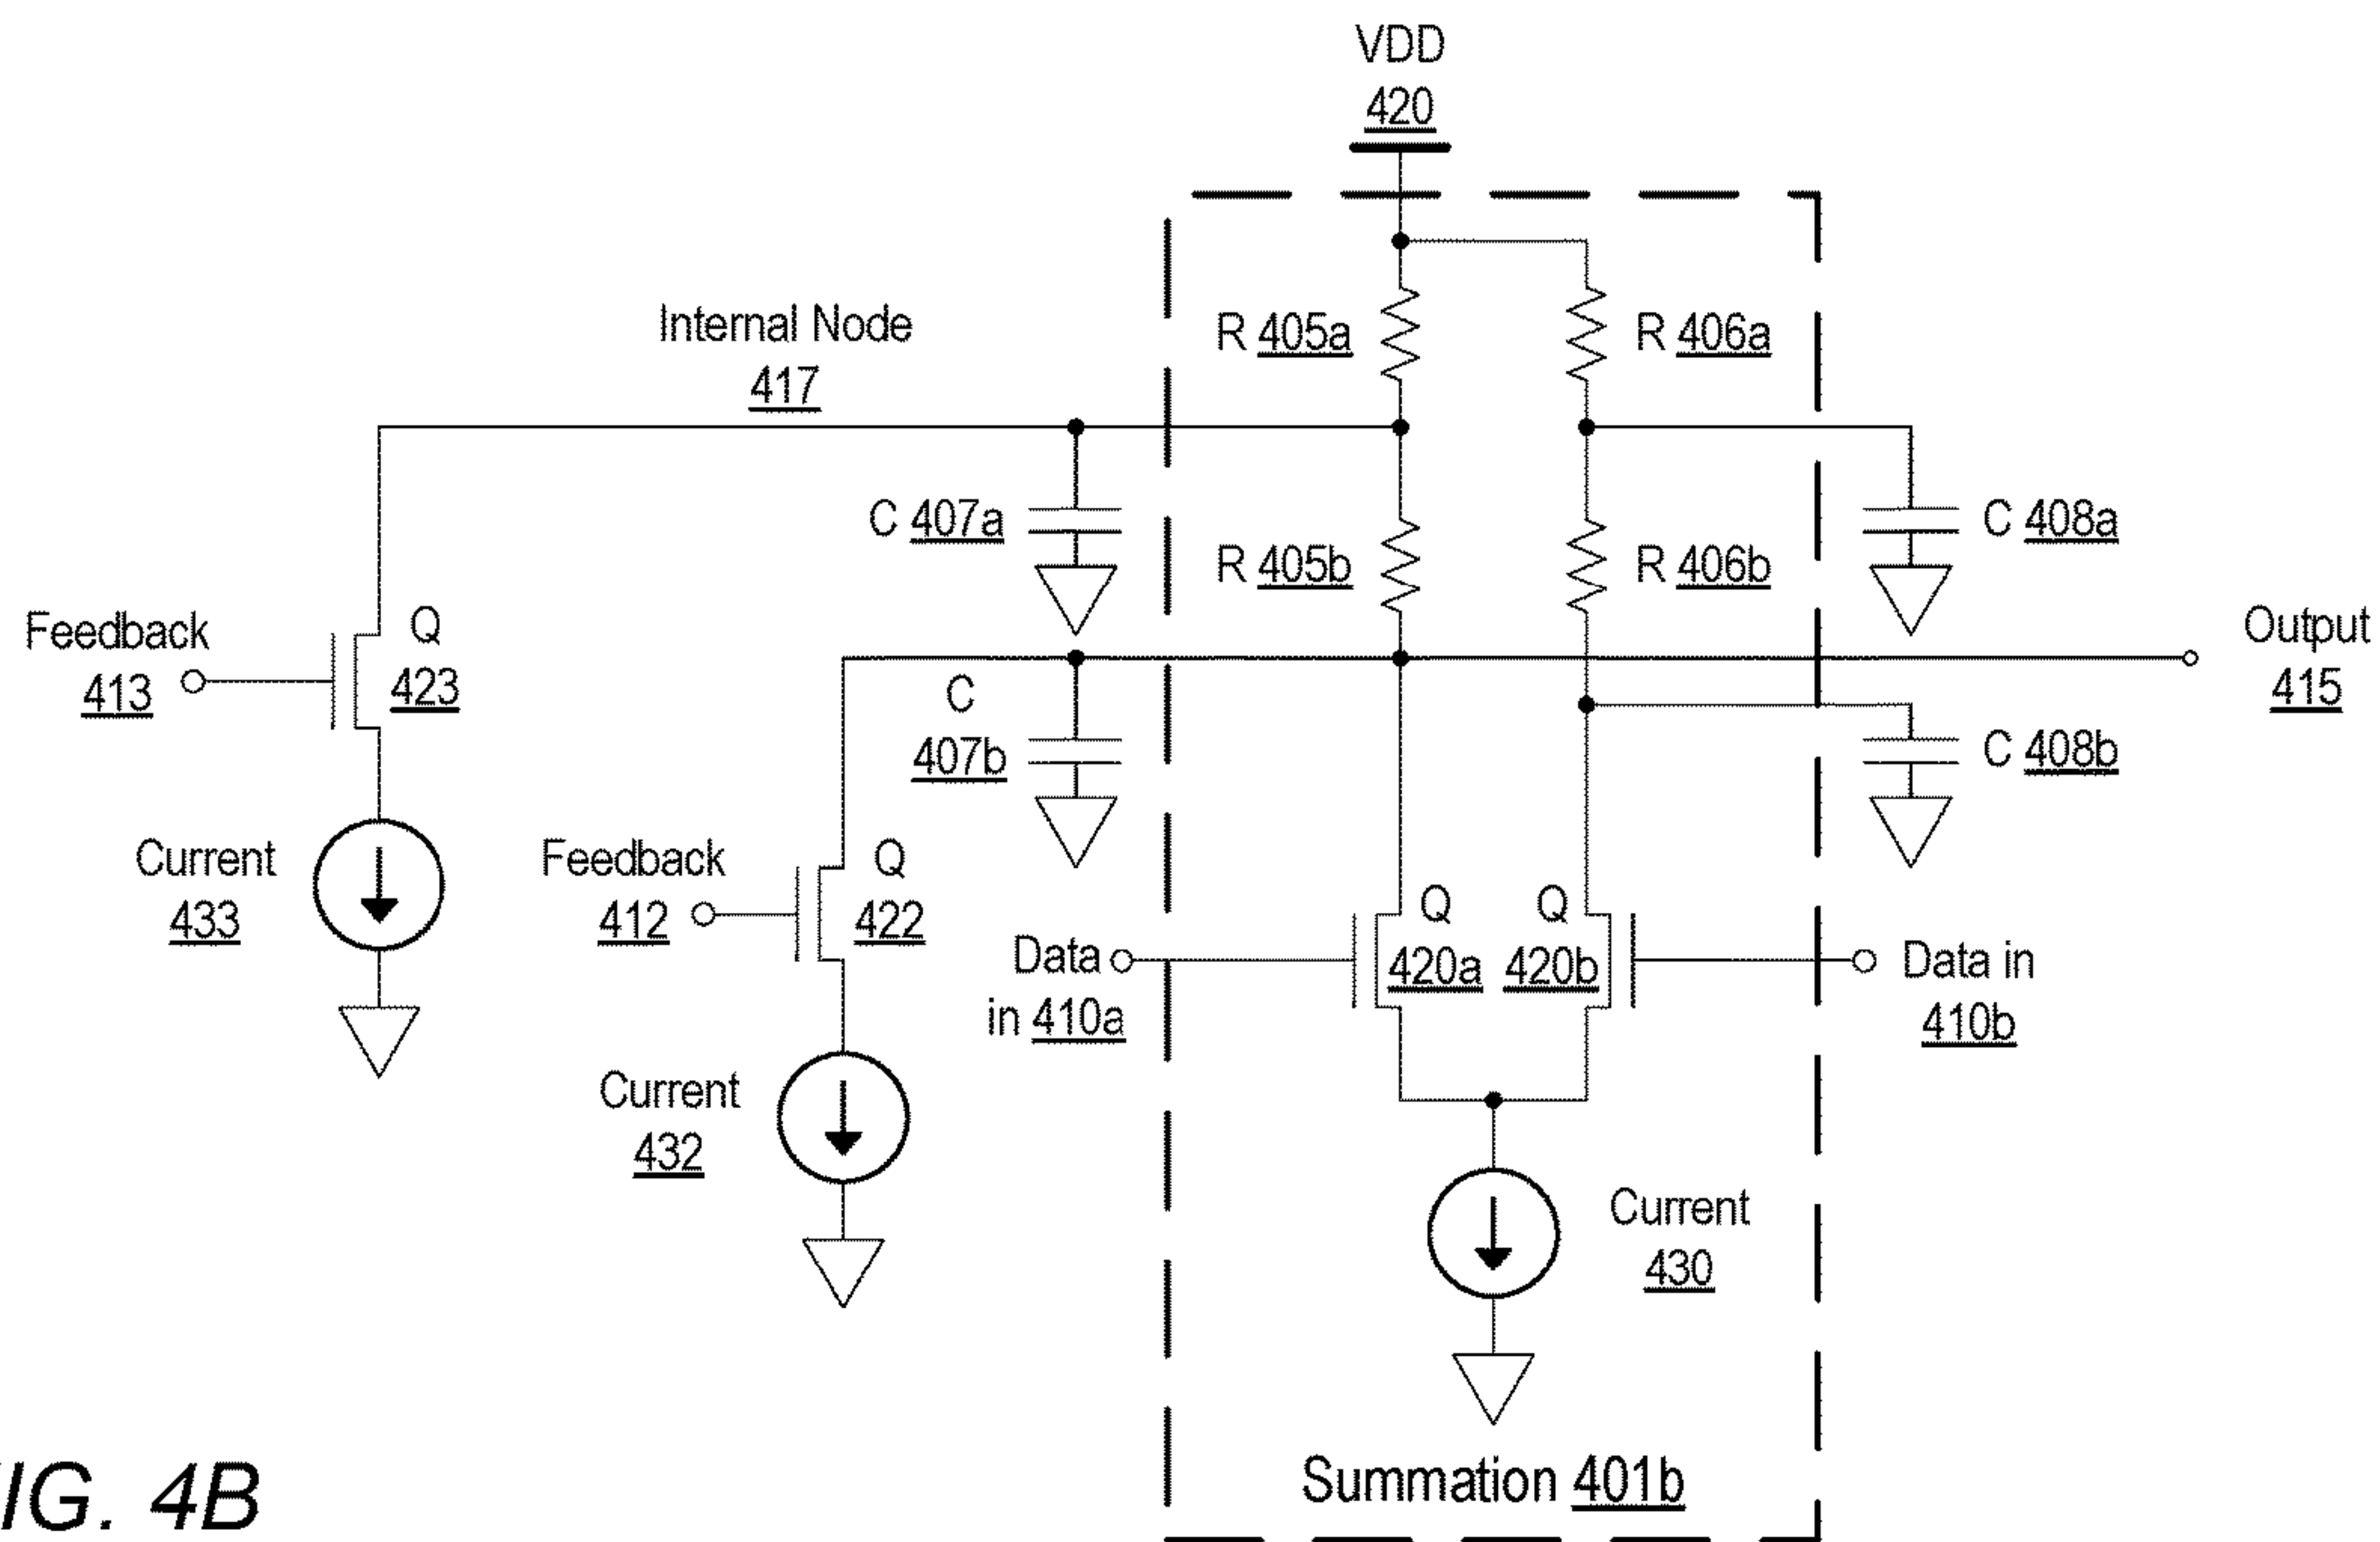 VDD
420
Internal Node
417
R 405a
R 406a
C 407a
C 408a
R 405b
R 406b
Feedback
413
Q
423
Output
415
C
407b
C 408b
Current
433
Feedback
412
Q
422
Q
420a
Q
420b
Data
in 410a
Data in
410b
Current
432
Current
430
Summation 401b
IG. 4B